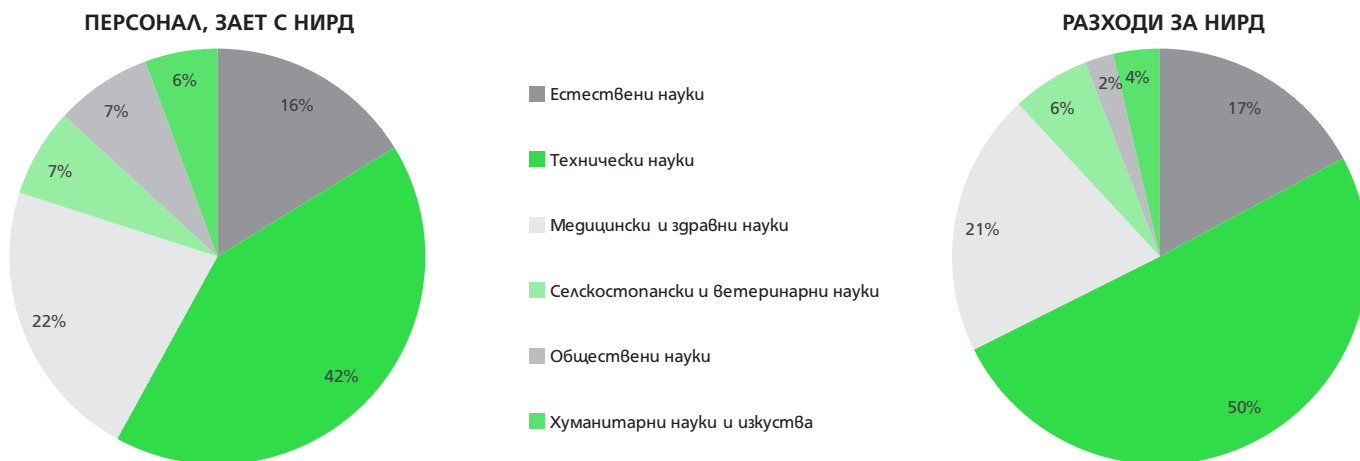 ПЕРСОНАЛ, ЗАЕТ С НИРД
6%
16%
7%
7%
22%
42%
Естествени науки
Технически науки
Медицински и здравни науки
Селскостопански и ветеринарни науки
Обществени науки
Хуманитарни науки и изкуства
РАЗХОДИ ЗА НИРД
2%
4%
17%
6%
21%
50%